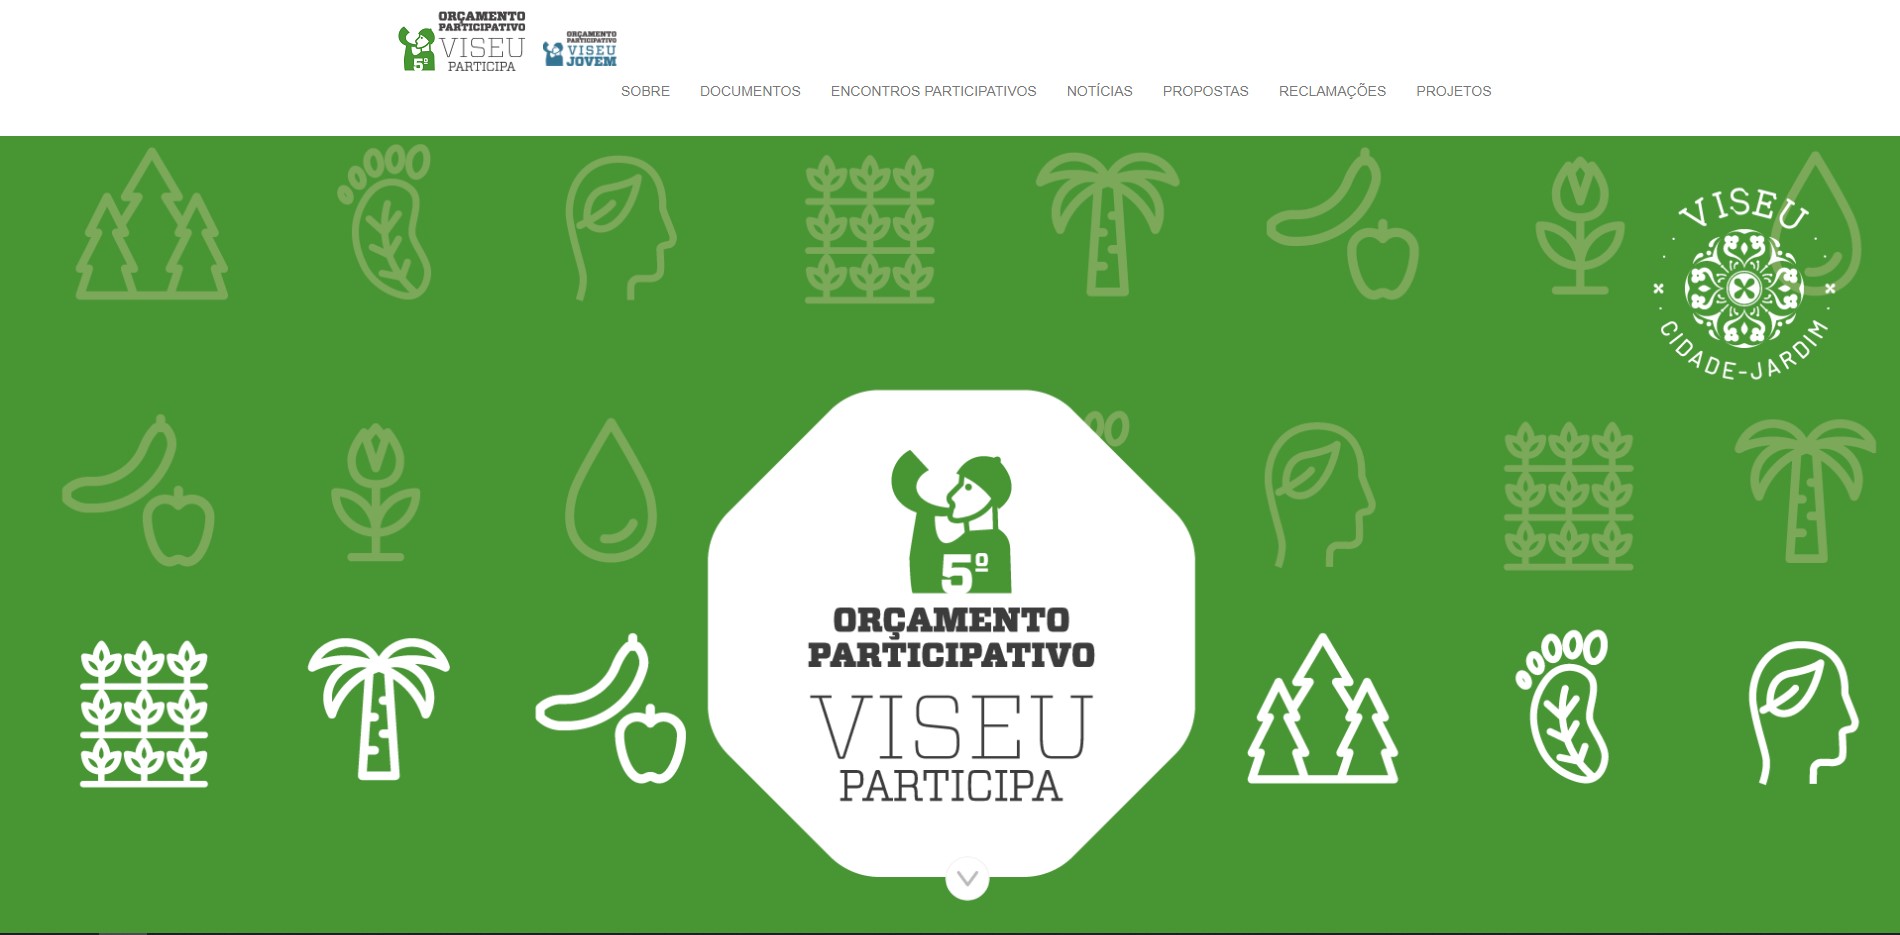 ORÇAMENTO
PARTICIPATIVO
VISEU
PARTICIPA
5º
ORÇAMENTO
PARTICIPATIVO
VISEU
JOVEM
SOBRE DOCUMENTOS ENCONTROS PARTICIPATIVOS NOTÍCIAS PROPOSTAS RECLAMAÇÕES PROJETOS
VISEU
CIDADE-JARDIM
5º
ORÇAMENTO
PARTICIPATIVO
VISEU
PARTICIPA